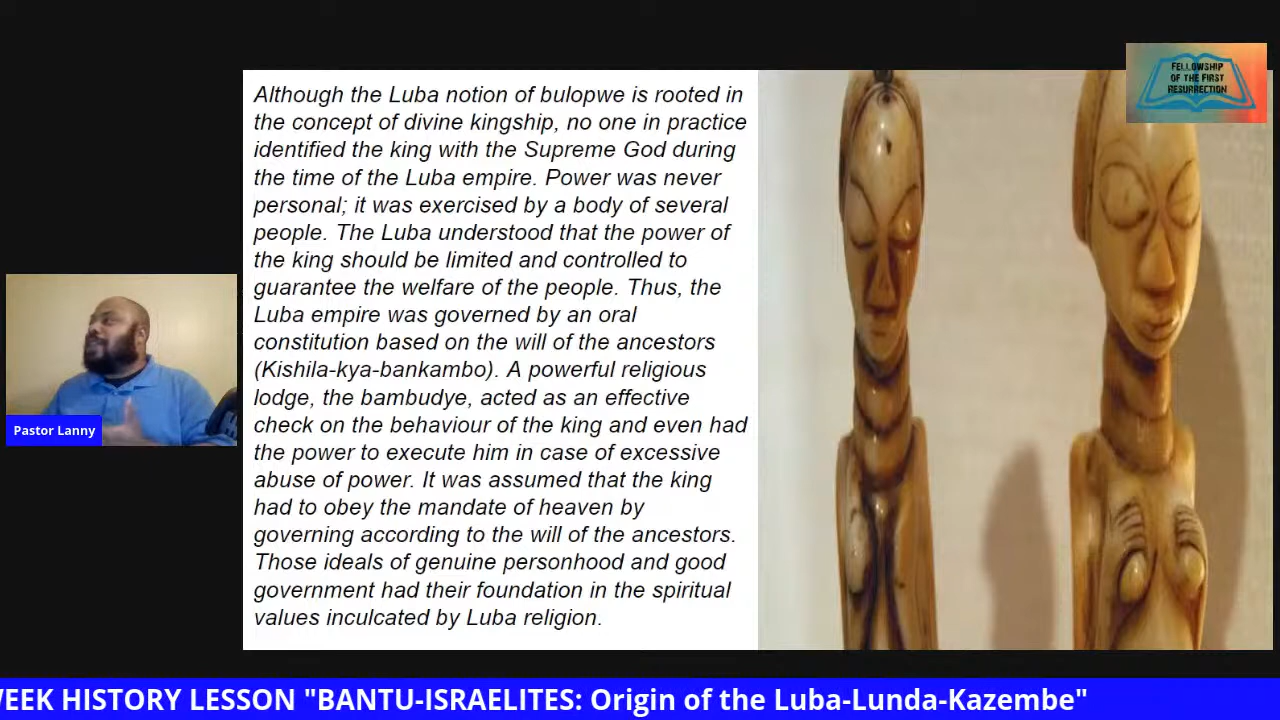 FELLOWSHIP
OF THE FIRST
RESURRECTION
Although the Luba notion of bulopwe is rooted in
the concept of divine kingship, no one in practice
identified the king with the Supreme God during
the time of the Luba empire. Power was never
personal; it was exercised by a body of several
people. The Luba understood that the power of
the king should be limited and controlled to
guarantee the welfare of the people. Thus, the
Luba empire was governed by an oral
constitution based on the will of the ancestors
(Kishila-kya-bankambo). A powerful religious
lodge, the bambudye, acted as an effective
check on the behaviour of the king and even had
the power to execute him in case of excessive
abuse of power. It was assumed that the king
had to obey the mandate of heaven by
governing according to the will of the ancestors.
Those ideals of genuine personhood and good
government had their foundation in the spiritual
values inculcated by Luba religion.
Pastor Lanny
WEEK HISTORY LESSON "BANTU-ISRAELITES: Origin of the Luba-Lunda-Kazembe"